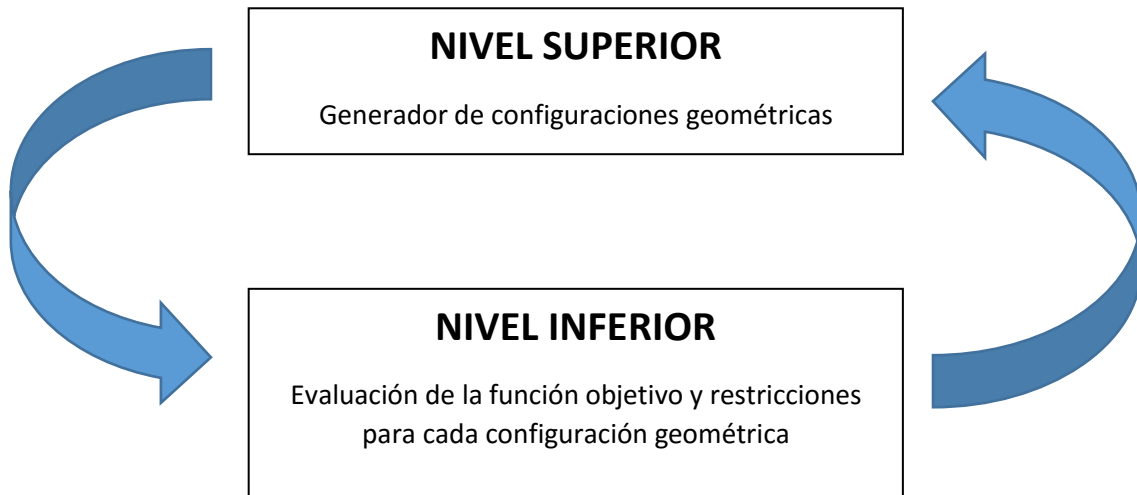 NIVEL SUPERIOR
Generador de configuraciones geométricas
NIVEL INFERIOR
Evaluación de la función objetivo y restricciones
para cada configuración geométrica